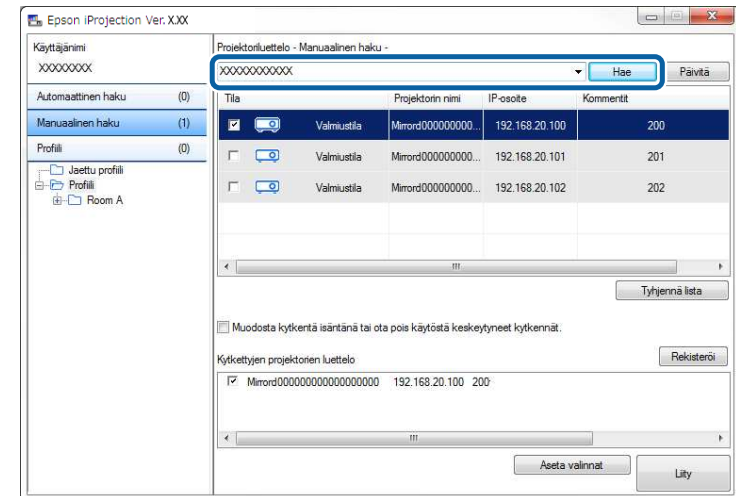 Epson iProjection Ver. X.XX
Käyttäjänimi
XXXXXXXX
Automaattinen haku (0)
Manuaalinen haku (1)
Profiili (0)
Jaettu profiili
Profiili
Room A
Projektoriluettelo - Manuaalinen haku -
XXXXXXXXXXX Hae Päivitä
Tila Projektorin nimi IP-osoite Kommentit
Valmiustila Mirrord000000000... 192.168.20.100 200
Valmiustila Mirrord000000000... 192.168.20.101 201
Valmiustila Mirrord000000000... 192.168.20.102 202
Tyhjennä lista
Muodosta kytkentä isäntänä tai ota pois käytöstä keskeytyneet kytkennät.
Kytkettyjen projektorien luettelo Rekisteröi
Mirrord000000000000000000 192.168.20.100 200
Aseta valinnat Liity